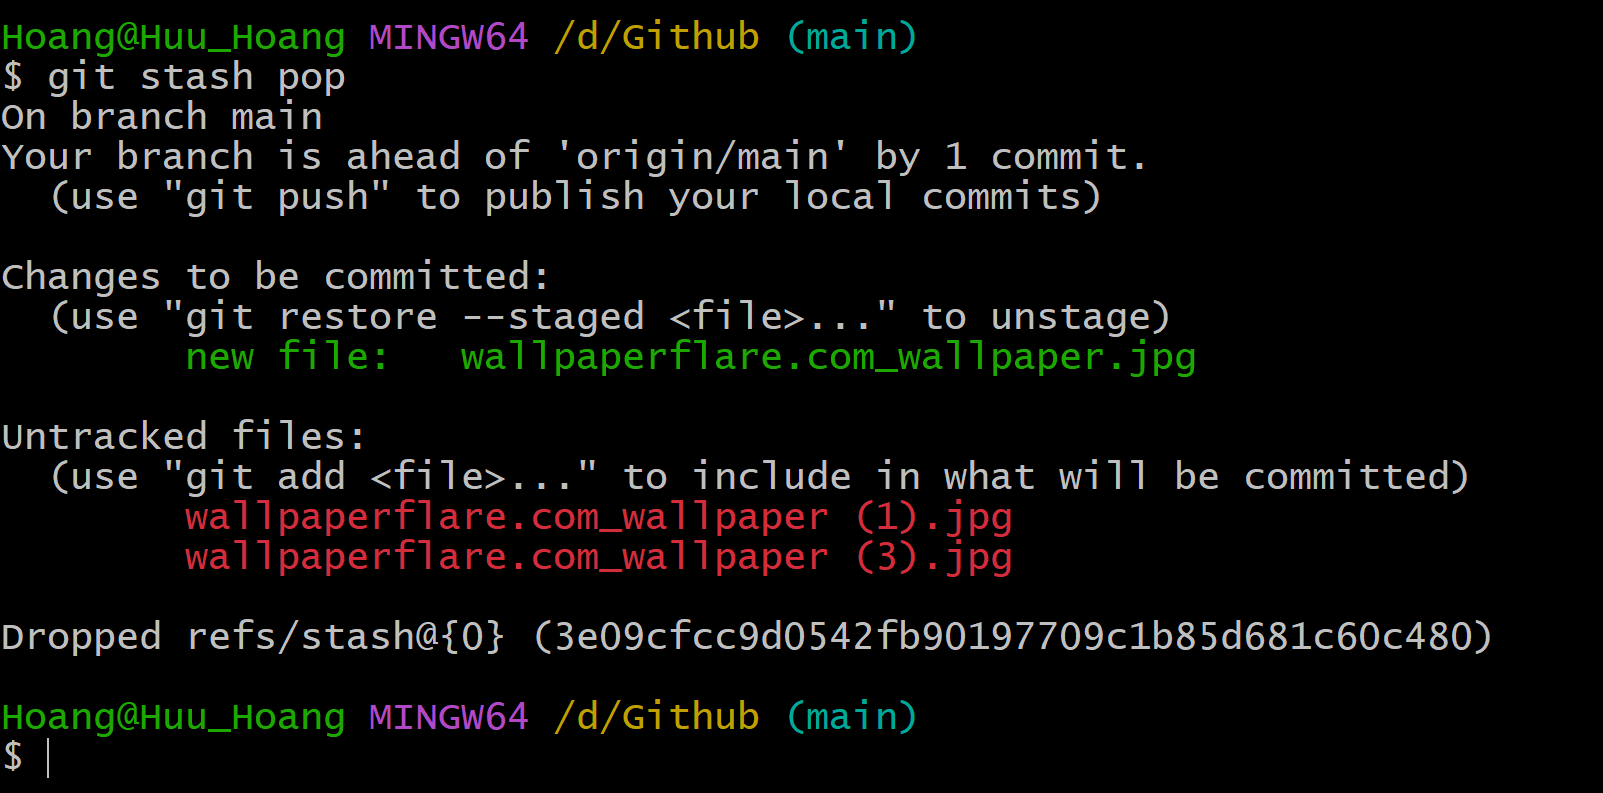 Hoang@Huu_Hoang MINGW64 /d/Github (main)
$ git stash pop
On branch main
Your branch is ahead of 'origin/main' by 1 commit.
  (use "git push" to publish your local commits)

Changes to be committed:
  (use "git restore --staged <file>..." to unstage)
        new file:   wallpaperflare.com_wallpaper.jpg

Untracked files:
  (use "git add <file>..." to include in what will be committed)
        wallpaperflare.com_wallpaper (1).jpg
        wallpaperflare.com_wallpaper (3).jpg

Dropped refs/stash@{0} (3e09cfcc9d0542fb90197709c1b85d681c60c480)

Hoang@Huu_Hoang MINGW64 /d/Github (main)
$